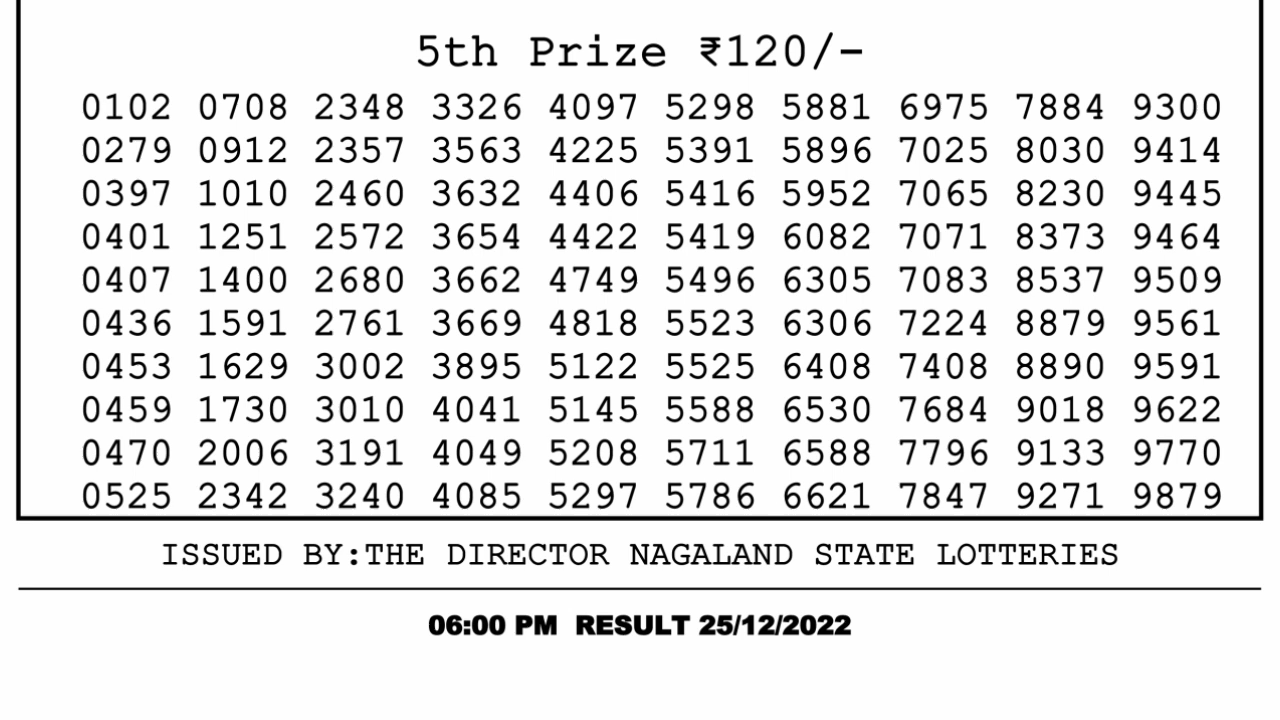 5th Prize ₹120/-
0102 0708 2348 3326 4097 5298 5881 6975 7884 9300
0279 0912 2357 3563 4225 5391 5896 7025 8030 9414
0397 1010 2460 3632 4406 5416 5952 7065 8230 9445
0401 1251 2572 3654 4422 5419 6082 7071 8373 9464
0407 1400 2680 3662 4749 5496 6305 7083 8537 9509
0436 1591 2761 3669 4818 5523 6306 7224 8879 9561
0453 1629 3002 3895 5122 5525 6408 7408 8890 9591
0459 1730 3010 4041 5145 5588 6530 7684 9018 9622
0470 2006 3191 4049 5208 5711 6588 7796 9133 9770
0525 2342 3240 4085 5297 5786 6621 7847 9271 9879
ISSUED BY:THE DIRECTOR NAGALAND STATE LOTTERIES
06:00 PM RESULT 25/12/2022